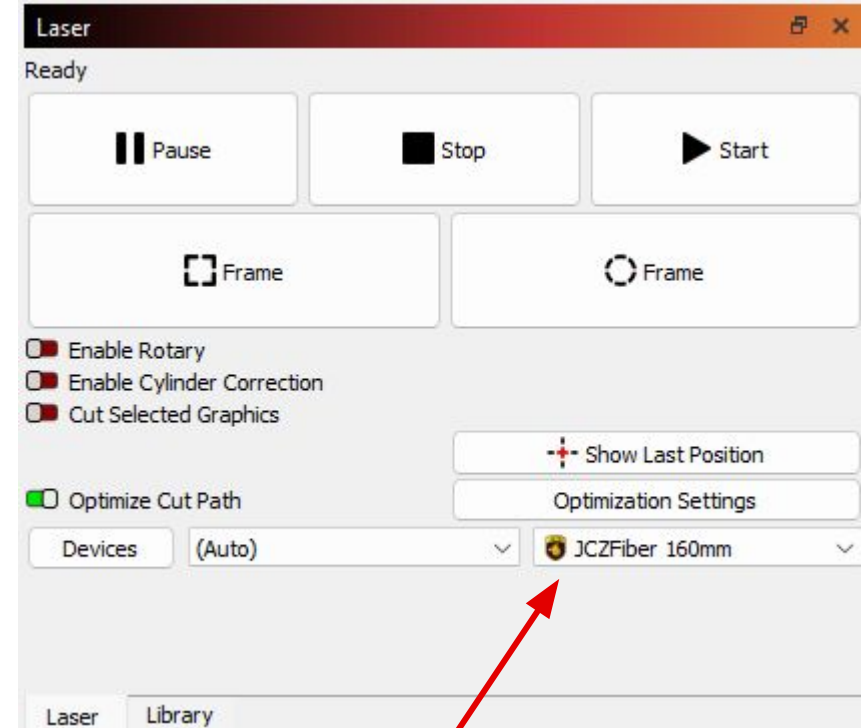 Laser
Ready
Pause
Stop
Start
Frame
Frame
Enable Rotary
Enable Cylinder Correction
Cut Selected Graphics
Show Last Position
Optimize Cut Path
Optimization Settings
Devices
(Auto)
JCZFiber 160mm
Laser
Library